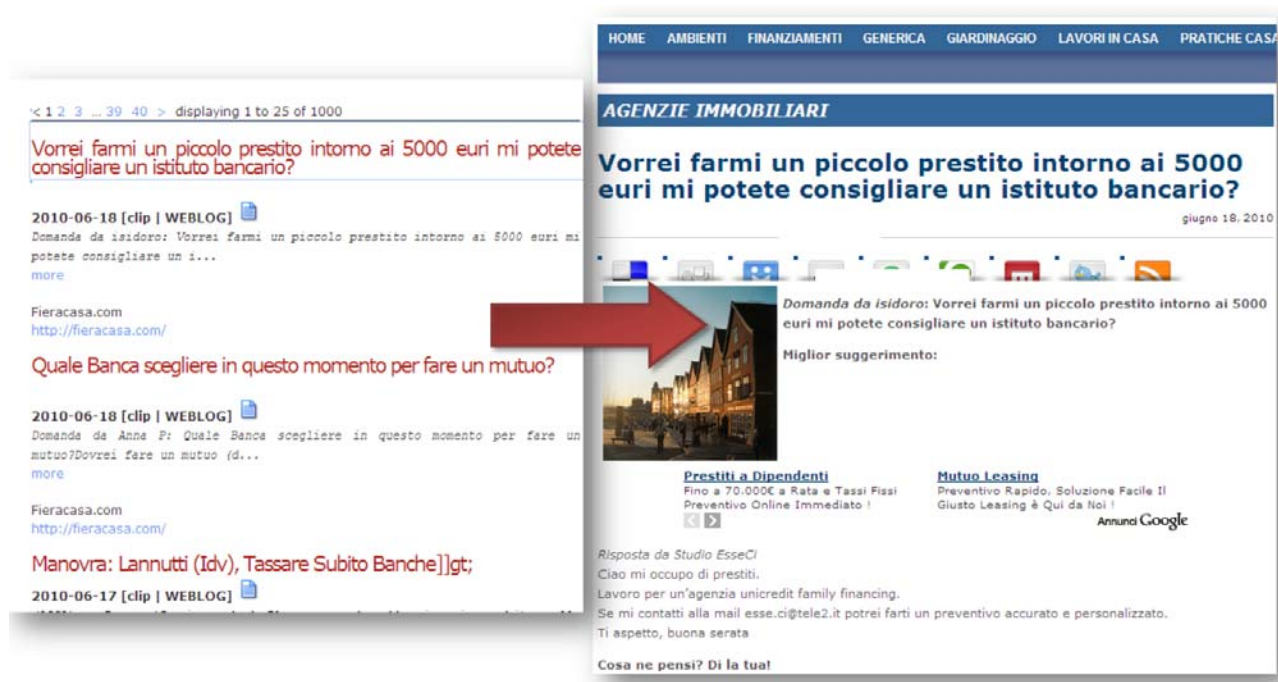 < 1 2 3 ... 39 40 > displaying 1 to 25 of 1000
Vorrei farmi un piccolo prestito intorno ai 5000 euri mi potete
consigliare un istituto bancario?
2010-06-18 [clip | WEBLOG]
Domanda da isidoro: Vorrei farmi un piccolo prestito intorno ai 5000 euri mi
potete consigliare un i...
more
Fieracasa.com
http://fieracasa.com/
Quale Banca scegliere in questo momento per fare un mutuo?
2010-06-18 [clip | WEBLOG]
Domanda da Anna P: Quale Banca scegliere in questo momento per fare un
mutuo?Dovrei fare un mutuo (d...
more
Fieracasa.com
http://fieracasa.com/
Manovra: Lannutti (Idv), Tassare Subito Banche]]gt;
2010-06-17 [clip | WEBLOG]
HOME AMBIENTI FINANZIAMENTI GENERICA GIARDINAGGIO LAVORI IN CASA PRATICHE CASA
AGENZIE IMMOBILIARI
Vorrei farmi un piccolo prestito intorno ai 5000
euri mi potete consigliare un istituto bancario?
giugno 18, 2010
Domanda da isidoro: Vorrei farmi un piccolo prestito intorno ai 5000
euri mi potete consigliare un istituto bancario?
Miglior suggerimento:
Prestiti a Dipendenti
Fino a 70.000€ a Rata e Tassi Fissi
Preventivo Online Immediato !
Mutuo Leasing
Preventivo Rapido, Soluzione Facile Il
Giusto Leasing è Qui da Noi !
Annunci Google
Risposta da Studio EsseCi
Ciao mi occupo di prestiti.
Lavoro per un'agenzia unicredit family financing.
Se mi contatti alla mail esse.ci@tele2.it potrei farti un preventivo accurato e personalizzato.
Ti aspetto, buona serata
Cosa ne pensi? Di la tua!